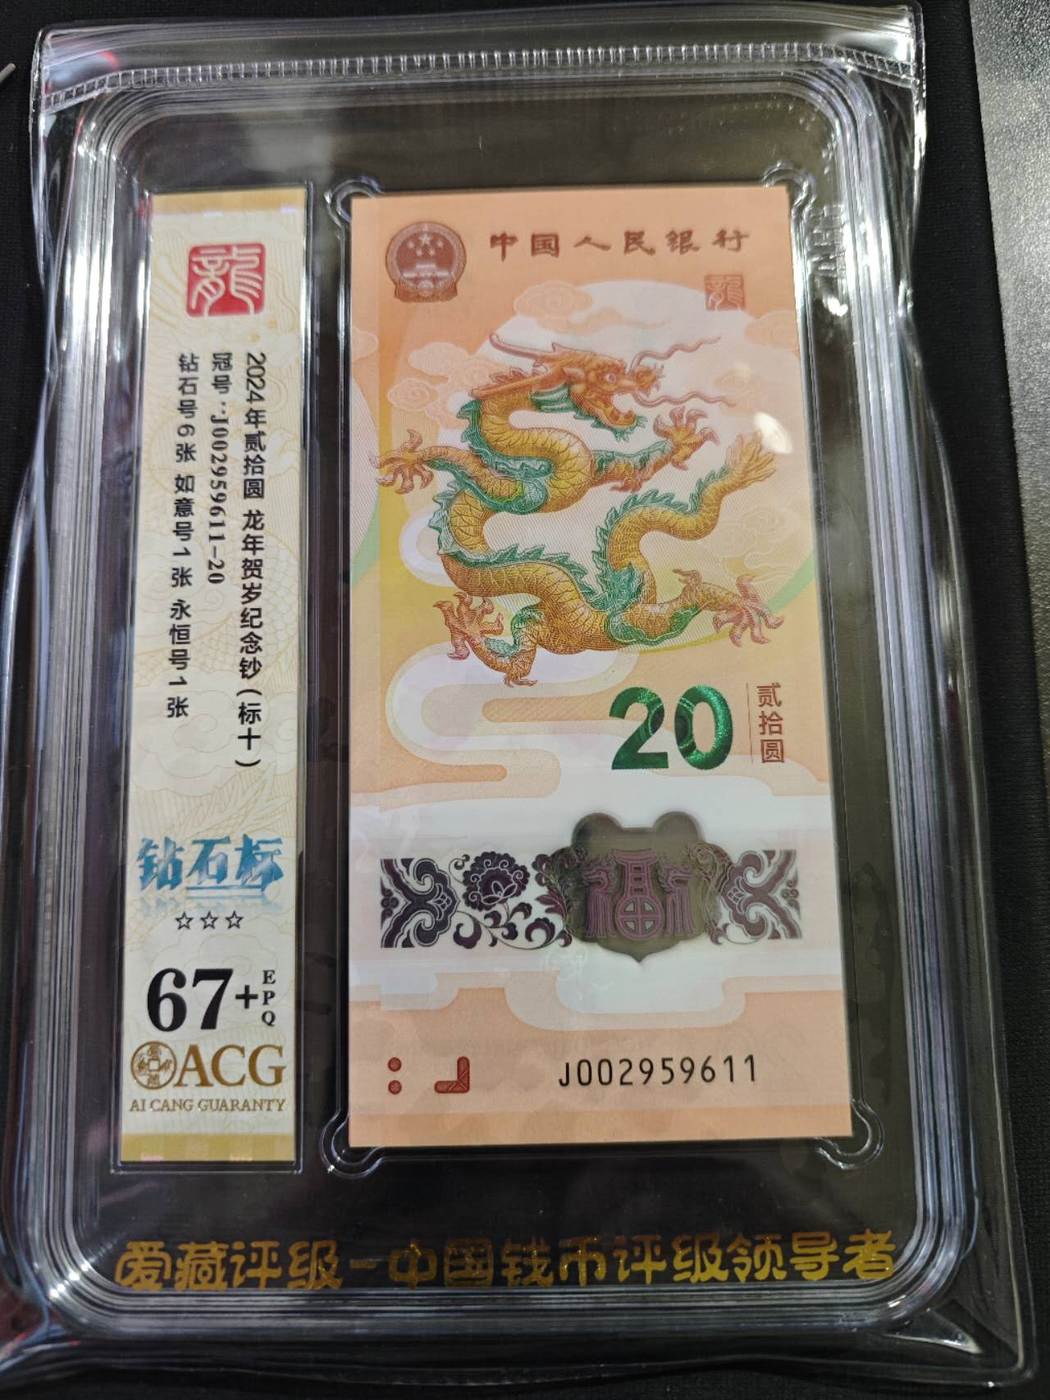 龍
2024年贰拾圆 龙年贺岁纪念钞(标十)
冠号:J002959611-20
钻石号6张 如意号1张 永恒号1张
钻石标
☆☆☆
67+EPQ
ACG
AI CANG GUARANTY
中国人民银行
龍
20
贰拾圆
福
J002959611
爱藏评级-中国钱币评级领导者